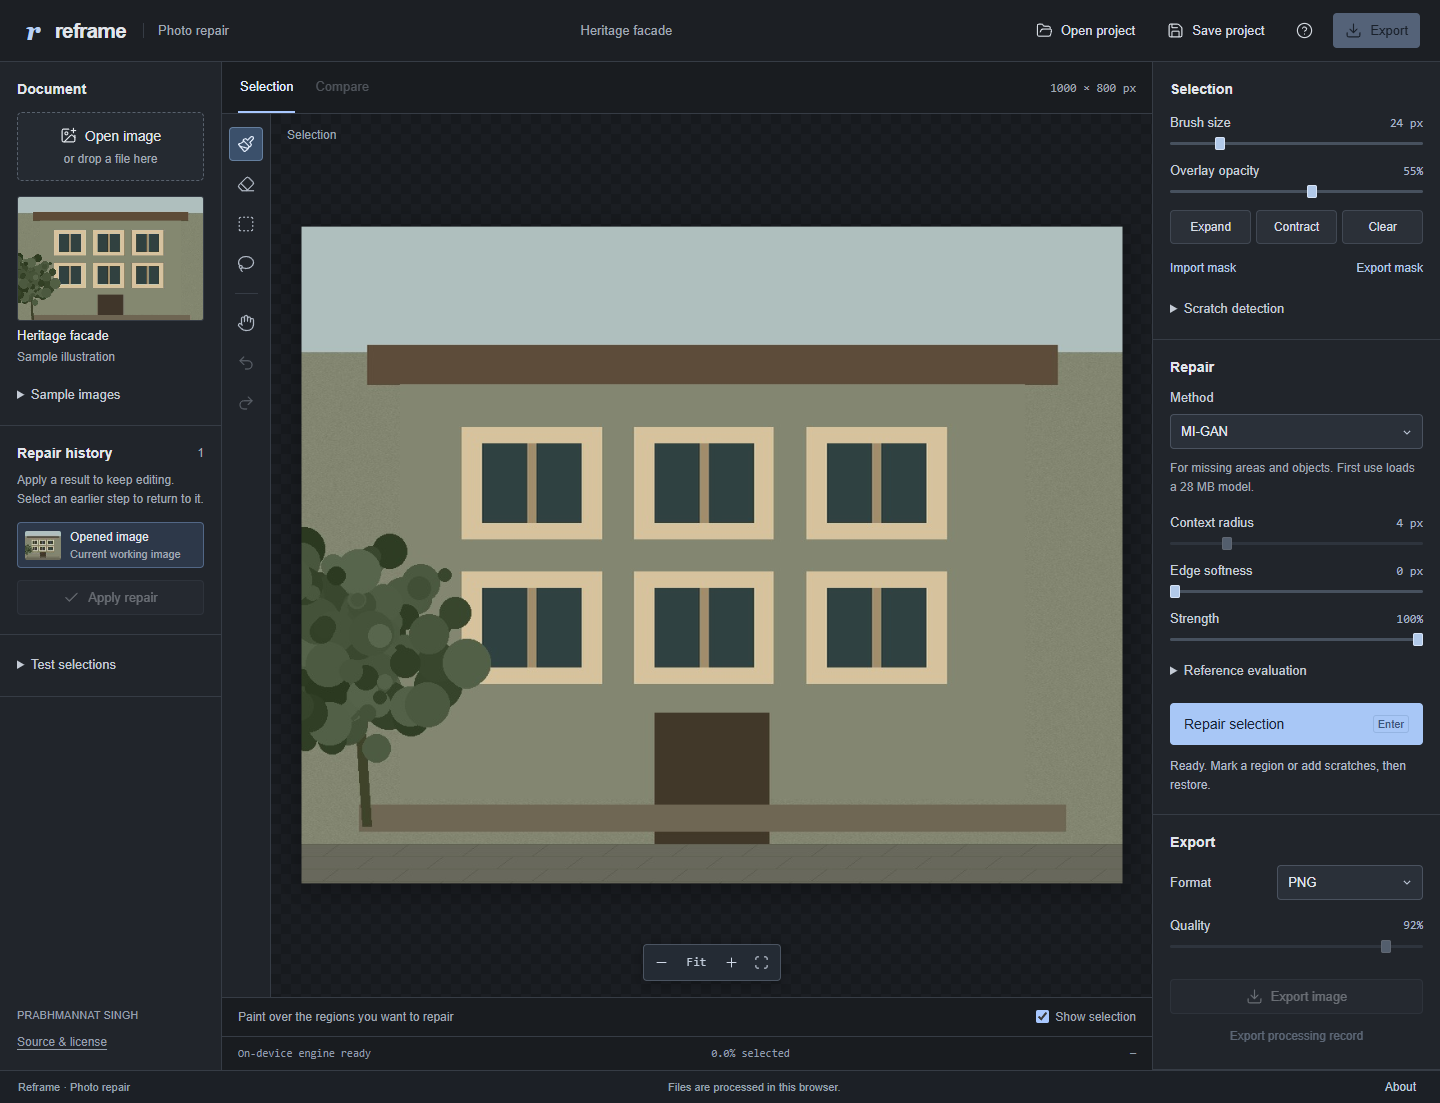 r reframe
Photo repair
Heritage facade
Open project
Save project
Export
Document
Open image
or drop a file here
Heritage facade
Sample illustration
Sample images
Repair history 1
Apply a result to keep editing.
Select an earlier step to return to it.
Opened image
Current working image
Apply repair
Test selections
PRABHMANNAT SINGH
Source & license
Selection
Compare
1000 × 800 px
Selection
Fit
Paint over the regions you want to repair
Show selection
On-device engine ready
0.0% selected
Selection
Brush size 24 px
Overlay opacity 55%
Expand
Contract
Clear
Import mask
Export mask
Scratch detection
Repair
Method
MI-GAN
For missing areas and objects. First use loads
a 28 MB model.
Context radius 4 px
Edge softness 0 px
Strength 100%
Reference evaluation
Repair selection Enter
Ready. Mark a region or add scratches, then
restore.
Export
Format PNG
Quality 92%
Export image
Export processing record
Reframe · Photo repair
Files are processed in this browser.
About